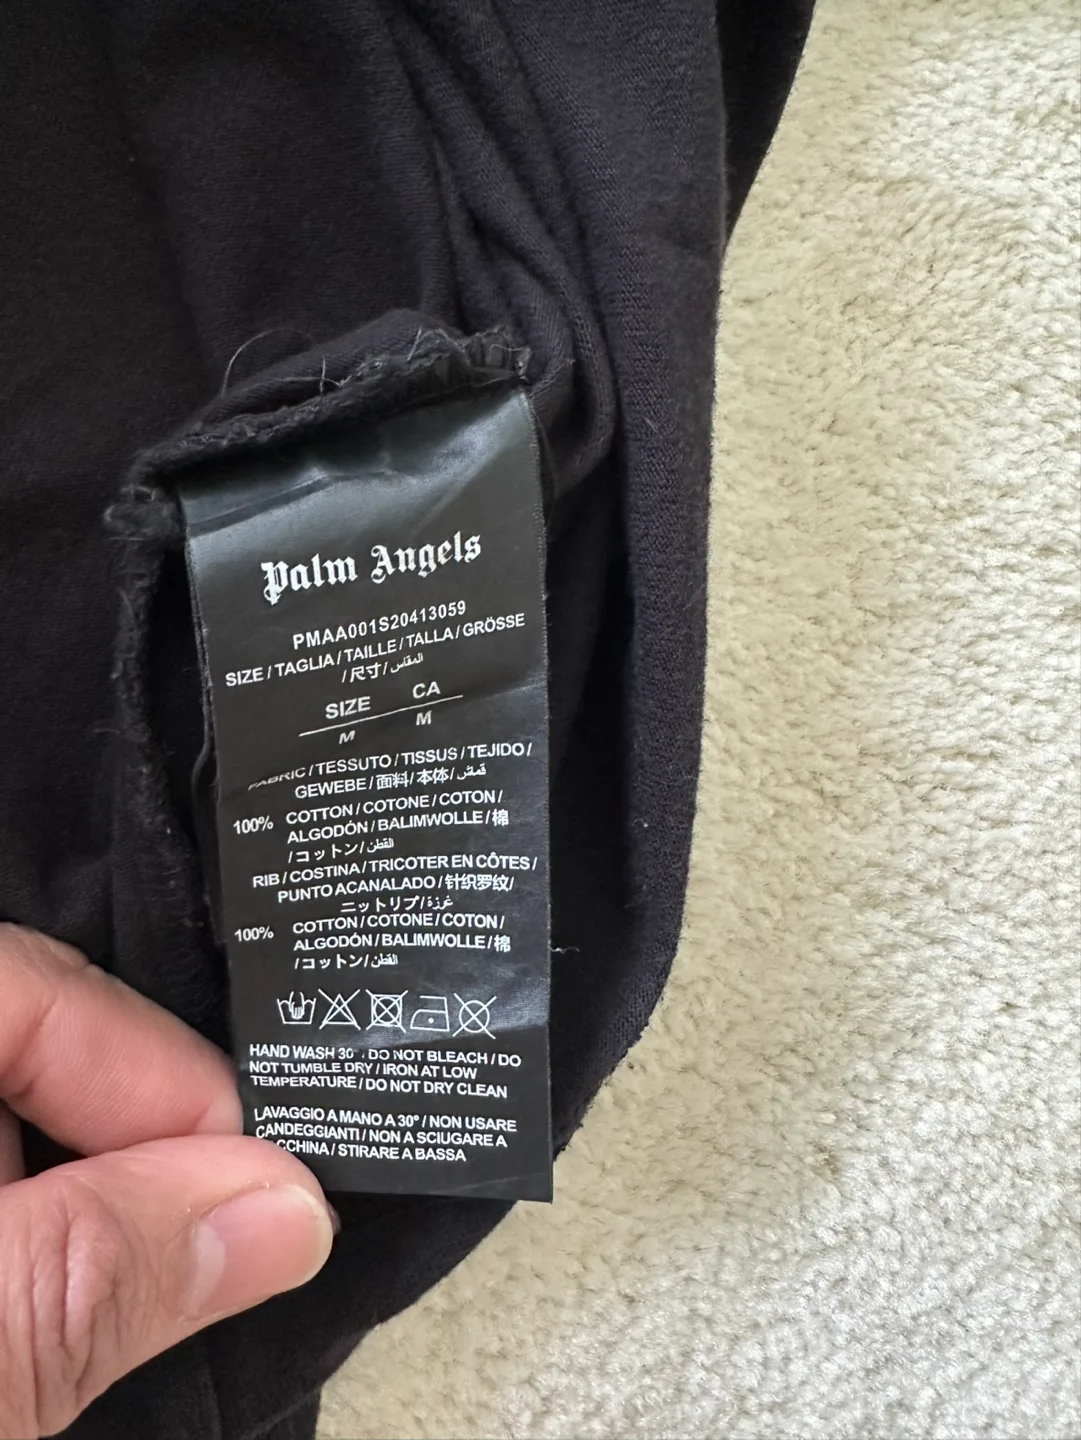 Palm Angels
PMAA001S20413059
SIZE / TAGLIA / TAILLE / TALLA / GRÖSSE
/ 尺寸 / المقاس
SIZE CA
M M
FABRIC / TESSUTO / TISSUS / TEJIDO /
GEWEBE / 面料 / 本体 / قمش
100% COTTON / COTONE / COTON /
ALGODÓN / BALIMWOLLE / 棉
/ コットン / القطن
RIB / COSTINA / TRICOTER EN CÔTES /
PUNTO ACANALADO / 针织罗纹/
ニットリブ / غرزة
100% COTTON / COTONE / COTON /
ALGODÓN / BALIMWOLLE / 棉
/ コットン / القطن
HAND WASH 30° / DO NOT BLEACH / DO
NOT TUMBLE DRY / IRON AT LOW
TEMPERATURE / DO NOT DRY CLEAN
LAVAGGIO A MANO A 30° / NON USARE
CANDEGGIANTI / NON A SCIUGARE A
CCHINA / STIRARE A BASSA